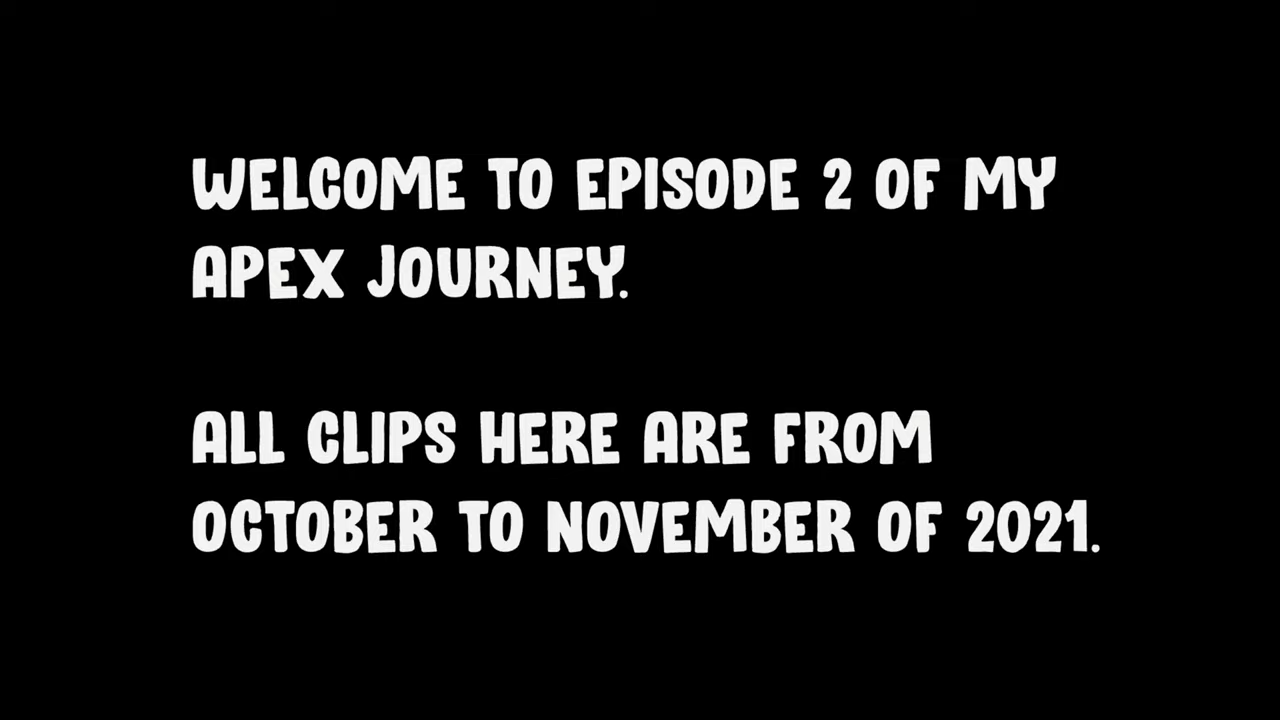 WELCOME TO EPISODE 2 OF MY
APEX JOURNEY.
ALL CLIPS HERE ARE FROM
OCTOBER TO NOVEMBER OF 2021.